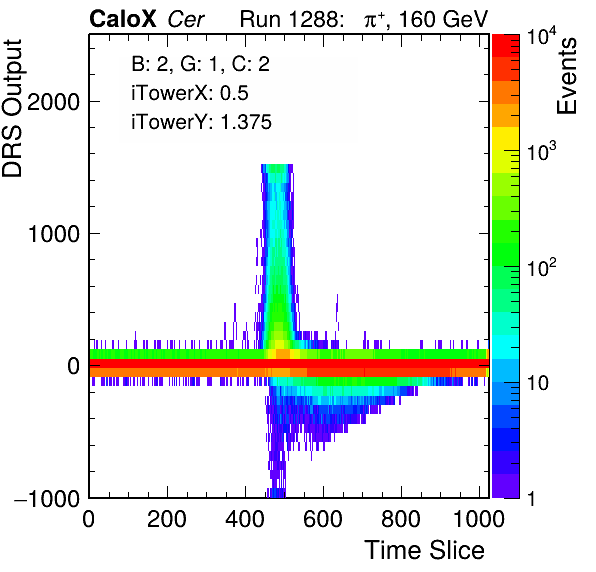 CaloX Cer Run 1288: π⁺, 160 GeV
B: 2, G: 1, C: 2
iTowerX: 0.5
iTowerY: 1.375
DRS Output
2000
1000
0
−1000
0 200 400 600 800 1000
Time Slice
Events
10⁴
10³
10²
10
1